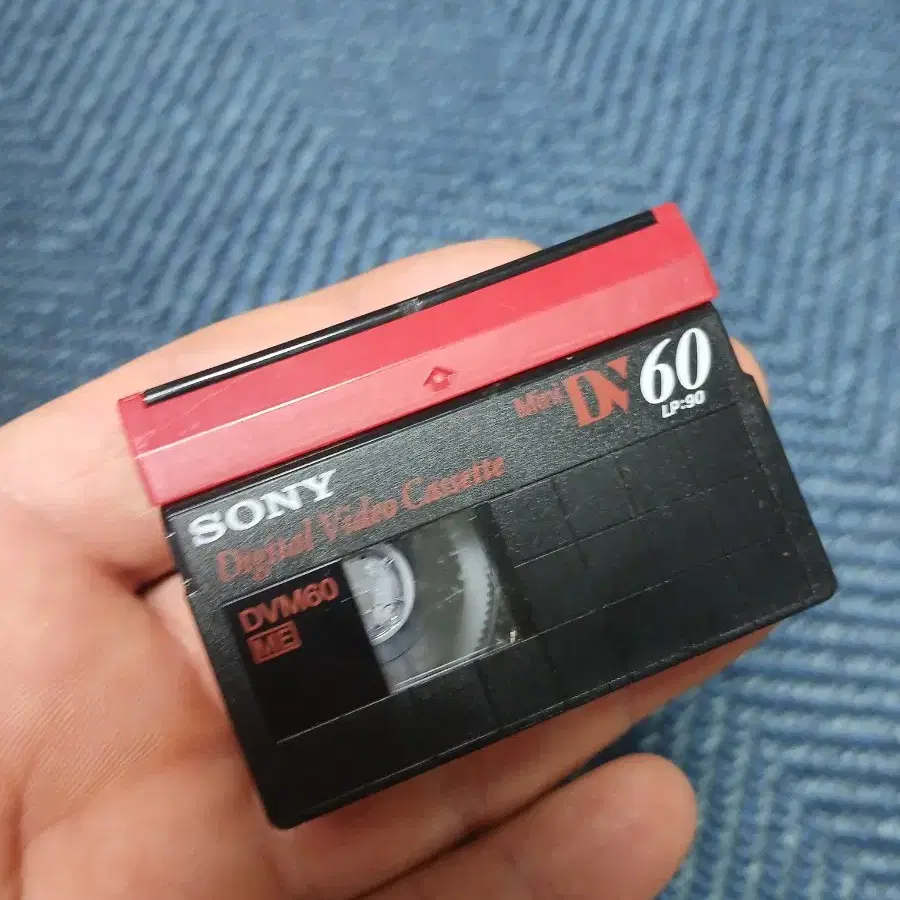 Mini DV 60
LP:90
SONY
Digital Video Cassette
DVM60
ME